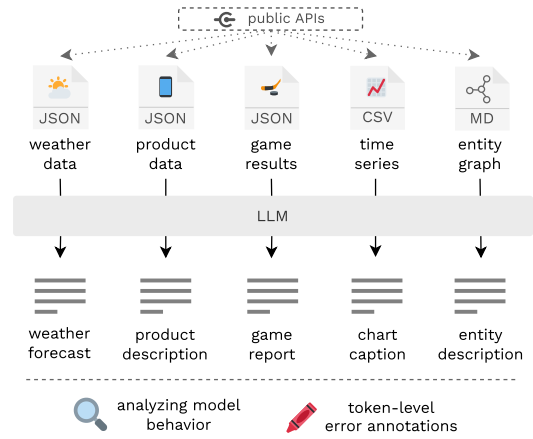 public APIs
JSON JSON JSON CSV MD
weather product game time entity
data data results series graph
LLM
weather product game chart entity
forecast description report caption description
analyzing model
behavior
token-level
error annotations